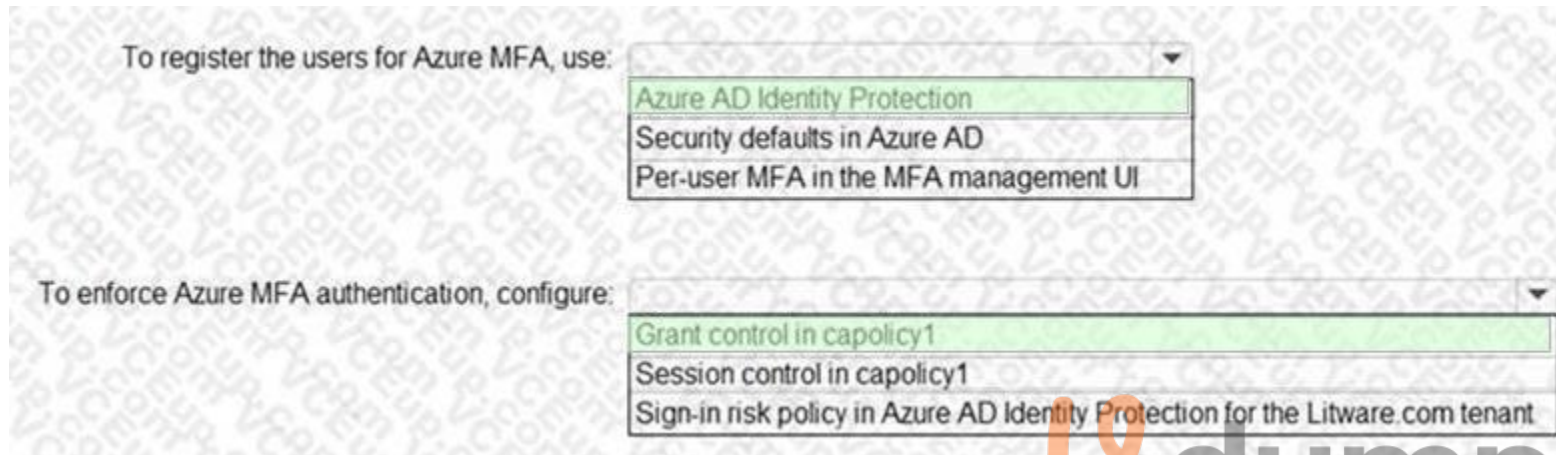 To register the users for Azure MFA, use:
Azure AD Identity Protection
Security defaults in Azure AD
Per-user MFA in the MFA management UI
To enforce Azure MFA authentication, configure:
Grant control in capolicy1
Session control in capolicy1
Sign-in risk policy in Azure AD Identity Protection for the Litware.com tenant